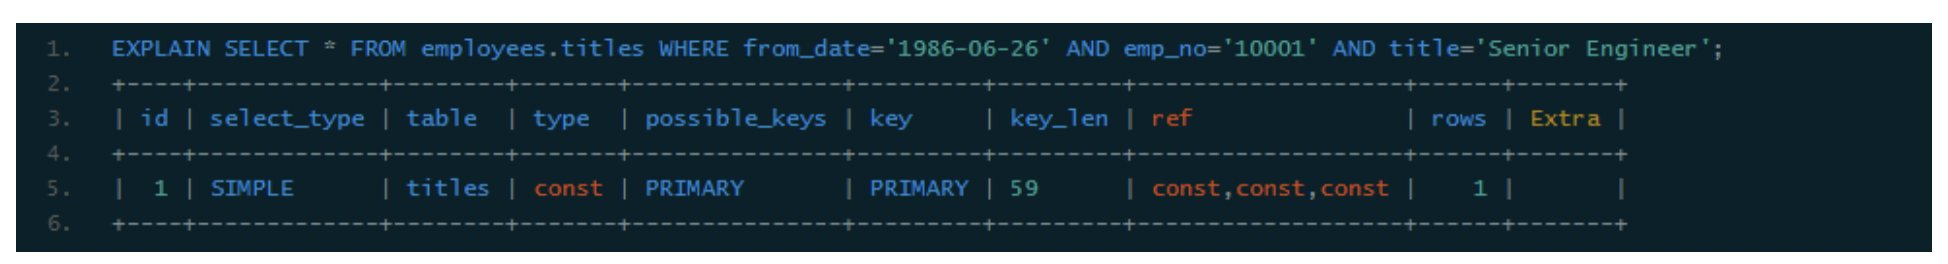 1. EXPLAIN SELECT * FROM employees.titles WHERE from_date='1986-06-26' AND emp_no='10001' AND title='Senior Engineer';
2. +----+-------------+--------+-------+---------------+---------+---------+-------------------+------+-------+
3. | id | select_type | table  | type  | possible_keys | key     | key_len | ref               | rows | Extra |
4. +----+-------------+--------+-------+---------------+---------+---------+-------------------+------+-------+
5. |  1 | SIMPLE      | titles | const | PRIMARY       | PRIMARY | 59      | const,const,const |    1 |       |
6. +----+-------------+--------+-------+---------------+---------+---------+-------------------+------+-------+